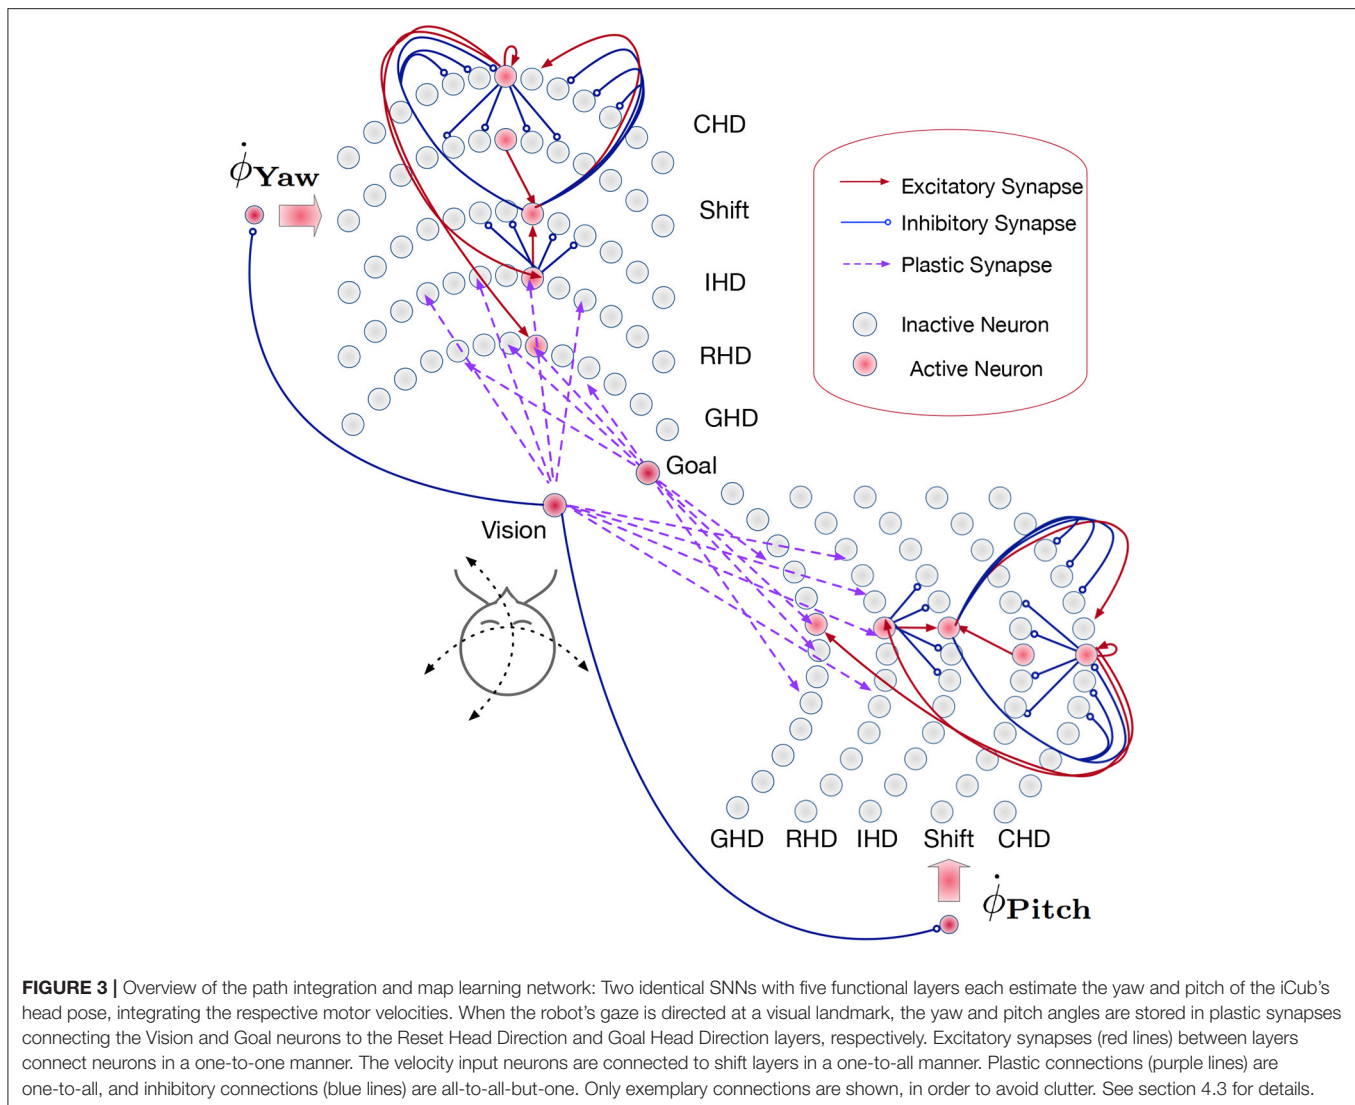 CHD
ϕ̇Yaw
Shift
IHD
RHD
GHD
Excitatory Synapse
Inhibitory Synapse
Plastic Synapse
Inactive Neuron
Active Neuron
Goal
Vision
GHD RHD IHD Shift CHD
ϕ̇Pitch
FIGURE 3 | Overview of the path integration and map learning network: Two identical SNNs with five functional layers each estimate the yaw and pitch of the iCub's
head pose, integrating the respective motor velocities. When the robot's gaze is directed at a visual landmark, the yaw and pitch angles are stored in plastic synapses
connecting the Vision and Goal neurons to the Reset Head Direction and Goal Head Direction layers, respectively. Excitatory synapses (red lines) between layers
connect neurons in a one-to-one manner. The velocity input neurons are connected to shift layers in a one-to-all manner. Plastic connections (purple lines) are
one-to-all, and inhibitory connections (blue lines) are all-to-all-but-one. Only exemplary connections are shown, in order to avoid clutter. See section 4.3 for details.